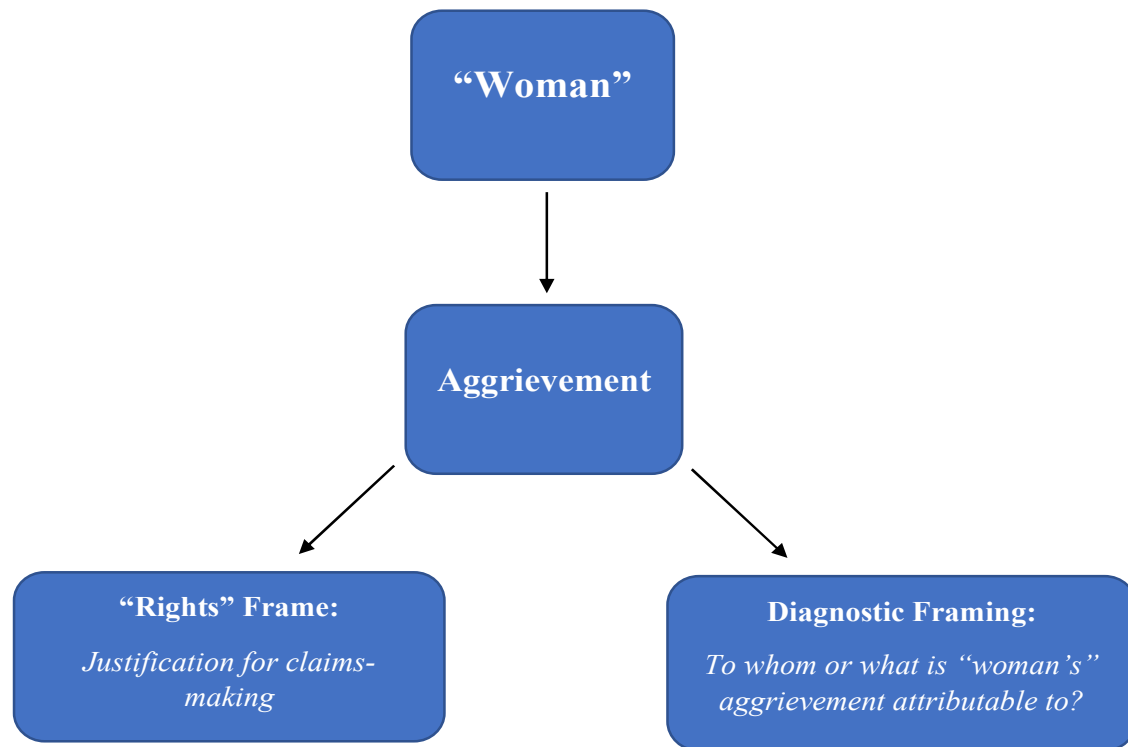 “Woman”
Aggrievement
“Rights” Frame:
Justification for claims-
making
Diagnostic Framing:
To whom or what is “woman’s”
aggrievement attributable to?